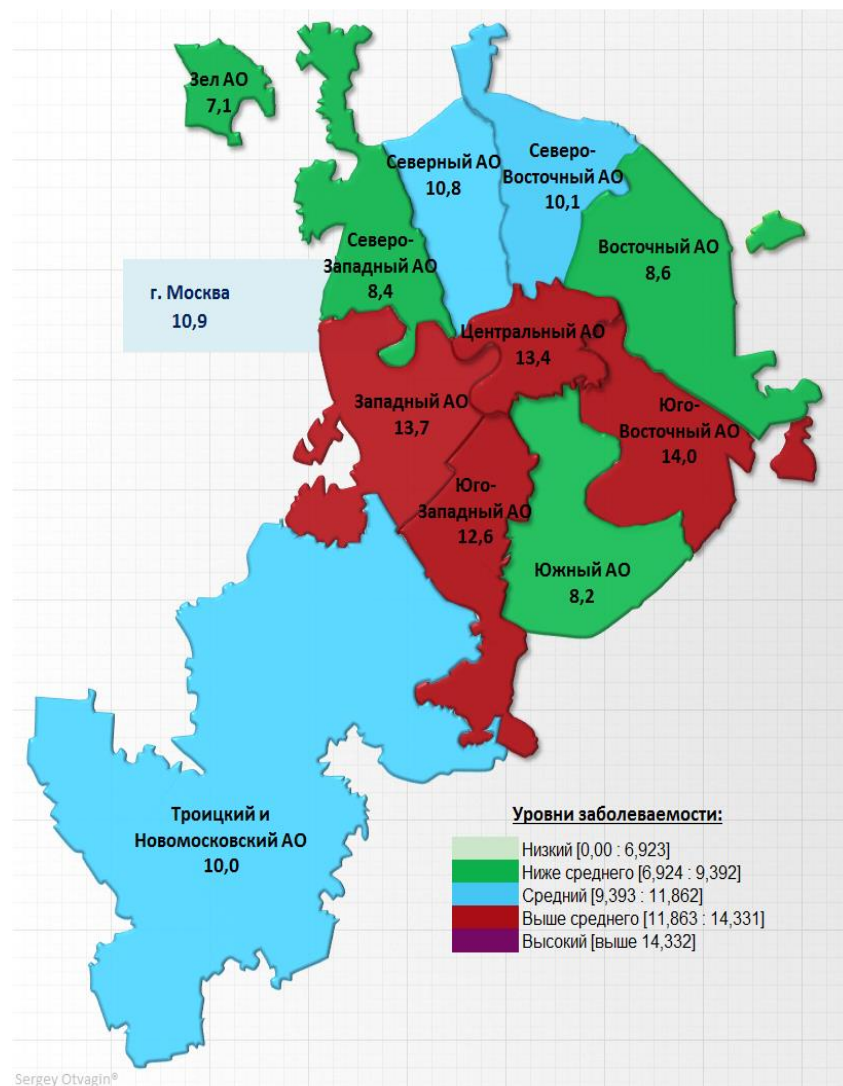 Зел АО
7,1
Северный АО
10,8
Северо-
Восточный АО
10,1
Северо-
Западный АО
8,4
Восточный АО
8,6
г. Москва
10,9
Центральный АО
13,4
Западный АО
13,7
Юго-
Восточный АО
14,0
Юго-
Западный АО
12,6
Южный АО
8,2
Троицкий и
Новомосковский АО
10,0
Уровни заболеваемости:
Низкий [0,00 : 6,923]
Ниже среднего [6,924 : 9,392]
Средний [9,393 : 11,862]
Выше среднего [11,863 : 14,331]
Высокий [выше 14,332]
Sergey Otvagin®